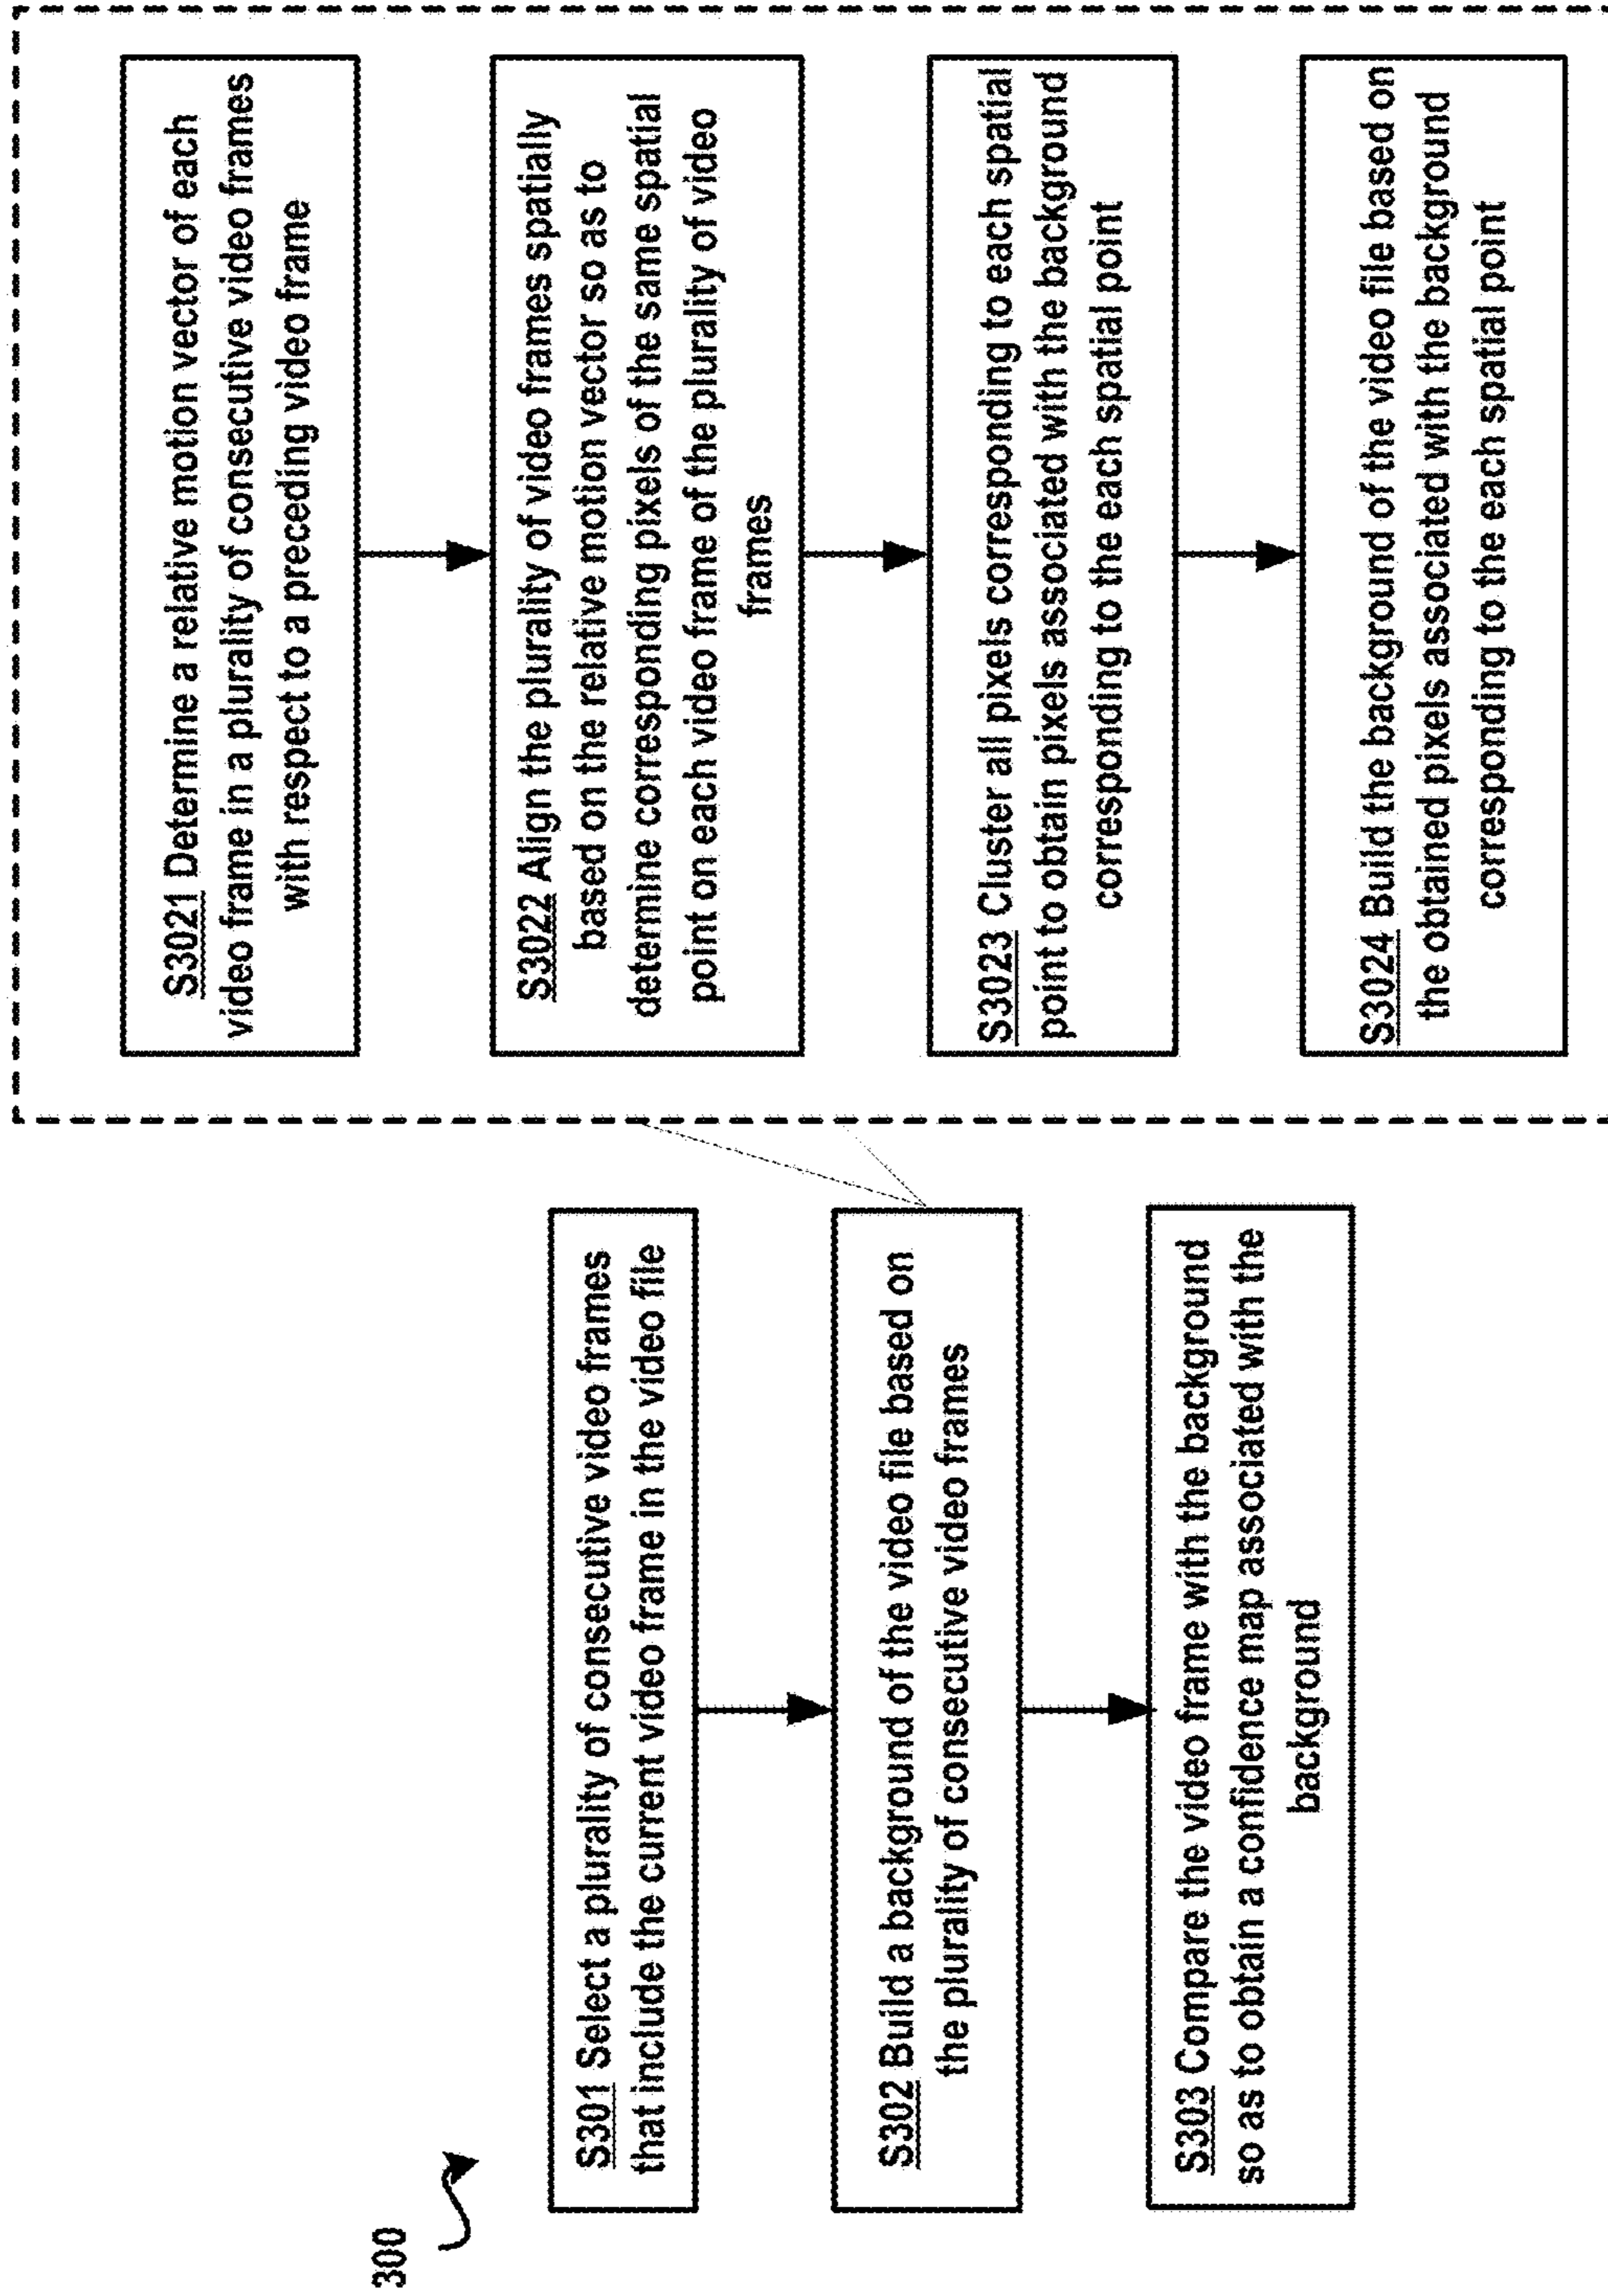 300
S301 Select a plurality of consecutive video frames
that include the current video frame in the video file
S302 Build a background of the video file based on
the plurality of consecutive video frames
S303 Compare the video frame with the background
so as to obtain a confidence map associated with the
background
S3021 Determine a relative motion vector of each
video frame in a plurality of consecutive video frames
with respect to a preceding video frame
S3022 Align the plurality of video frames spatially
based on the relative motion vector so as to
determine corresponding pixels of the same spatial
point on each video frame of the plurality of video
frames
S3023 Cluster all pixels corresponding to each spatial
point to obtain pixels associated with the background
corresponding to the each spatial point
S3024 Build the background of the video file based on
the obtained pixels associated with the background
corresponding to the each spatial point